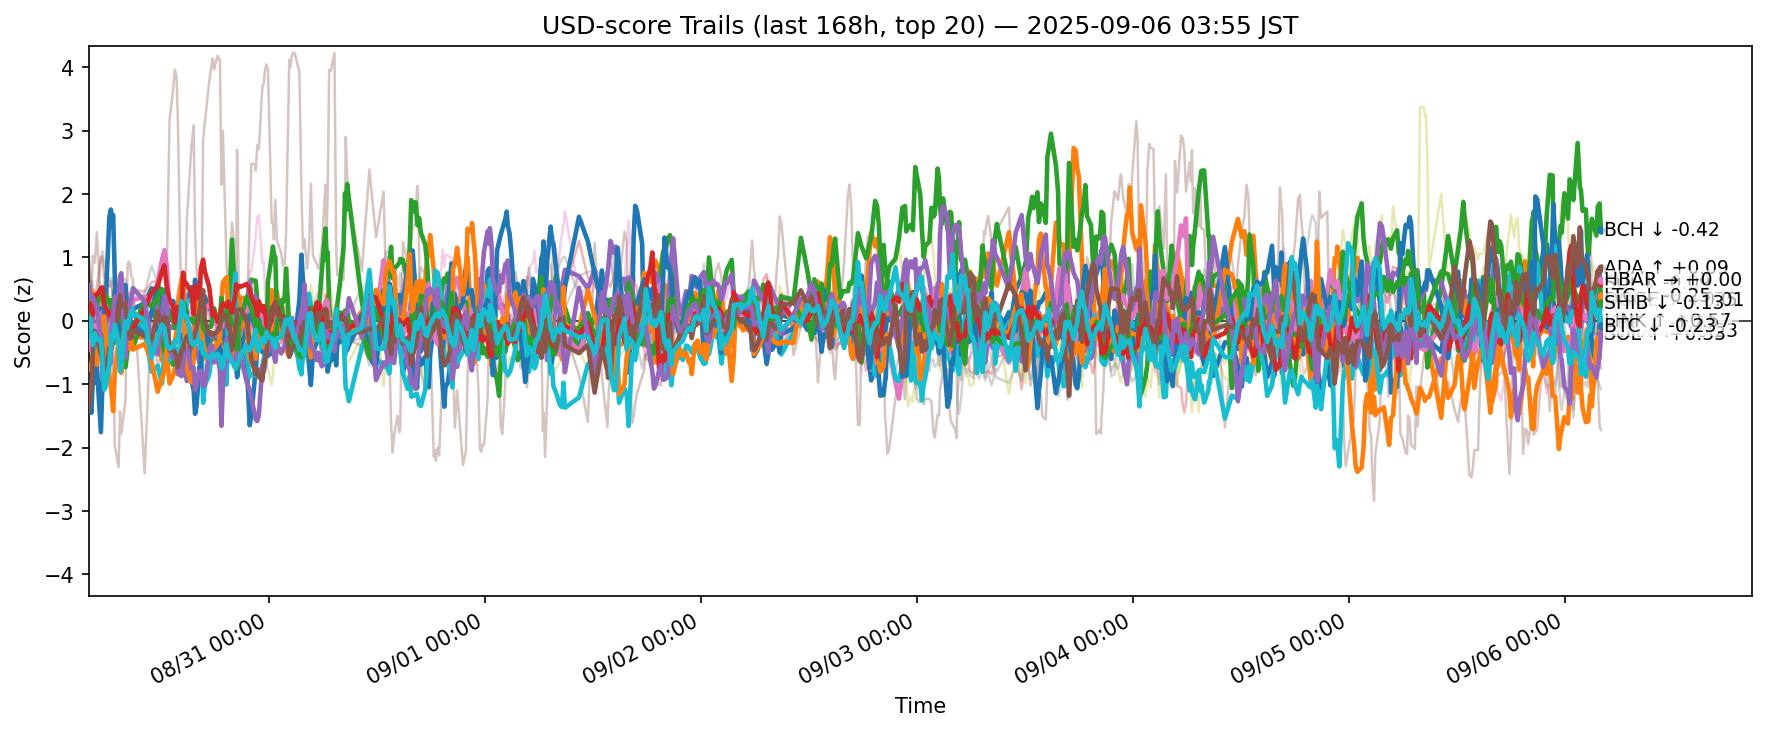 USD-score Trails (last 168h, top 20) — 2025-09-06 03:55 JST
Score (z)
4
3
2
1
0
−1
−2
−3
−4
BCH ↓ -0.42
ADA ↑ +0.09
HBAR → +0.00
SHIB ↓ -0.13
BTC ↓ -0.23
08/31 00:00
09/01 00:00
09/02 00:00
09/03 00:00
09/04 00:00
09/05 00:00
09/06 00:00
Time